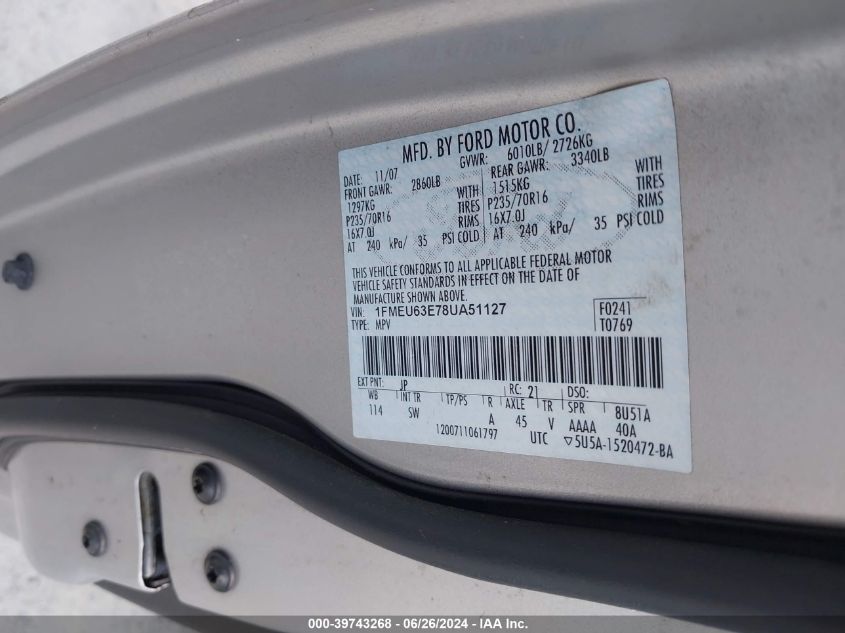 MFD. BY FORD MOTOR CO.
DATE: 11/07 GVWR: 6010LB/ 2726KG
FRONT GAWR: 2860LB REAR GAWR: 3340LB
1297KG WITH 1515KG WITH
P235/70R16 TIRES P235/70R16 TIRES
16X7.0J RIMS 16X7.0J RIMS
AT 240 kPa/ 35 PSI COLD AT 240 kPa/ 35 PSI COLD
THIS VEHICLE CONFORMS TO ALL APPLICABLE FEDERAL MOTOR
VEHICLE SAFETY STANDARDS IN EFFECT ON THE DATE OF
MANUFACTURE SHOWN ABOVE.
VIN: 1FMEU63E78UA51127 F0241
TYPE: MPV T0769
EXT PNT: JP RC: 21 DSO:
WB INT TR TP/PS R AXLE TR SPR 8U51A
114 SW A 45 V AAAA 40A
1200711061797 UTC ▽5U5A-1520472-BA
000-39743268 - 06/26/2024 - IAA Inc.